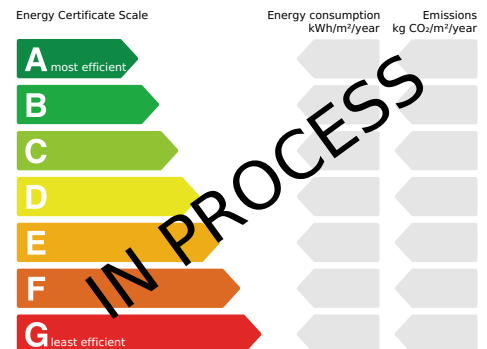 Energy Certificate Scale
Energy consumption
kWh/m²/year
Emissions
kg CO₂/m²/year
A most efficient
B
C
D
E
F
G least efficient
IN PROCESS